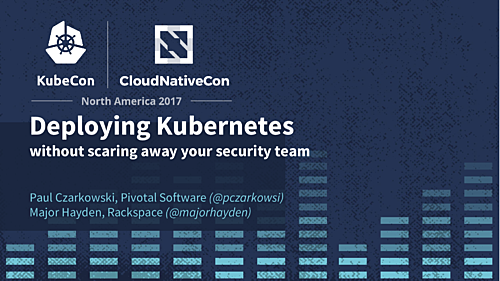 KubeCon
CloudNativeCon
North America 2017
Deploying Kubernetes
without scaring away your security team
Paul Czarkowski, Pivotal Software (@pczarkowsi)
Major Hayden, Rackspace (@majorhayden)